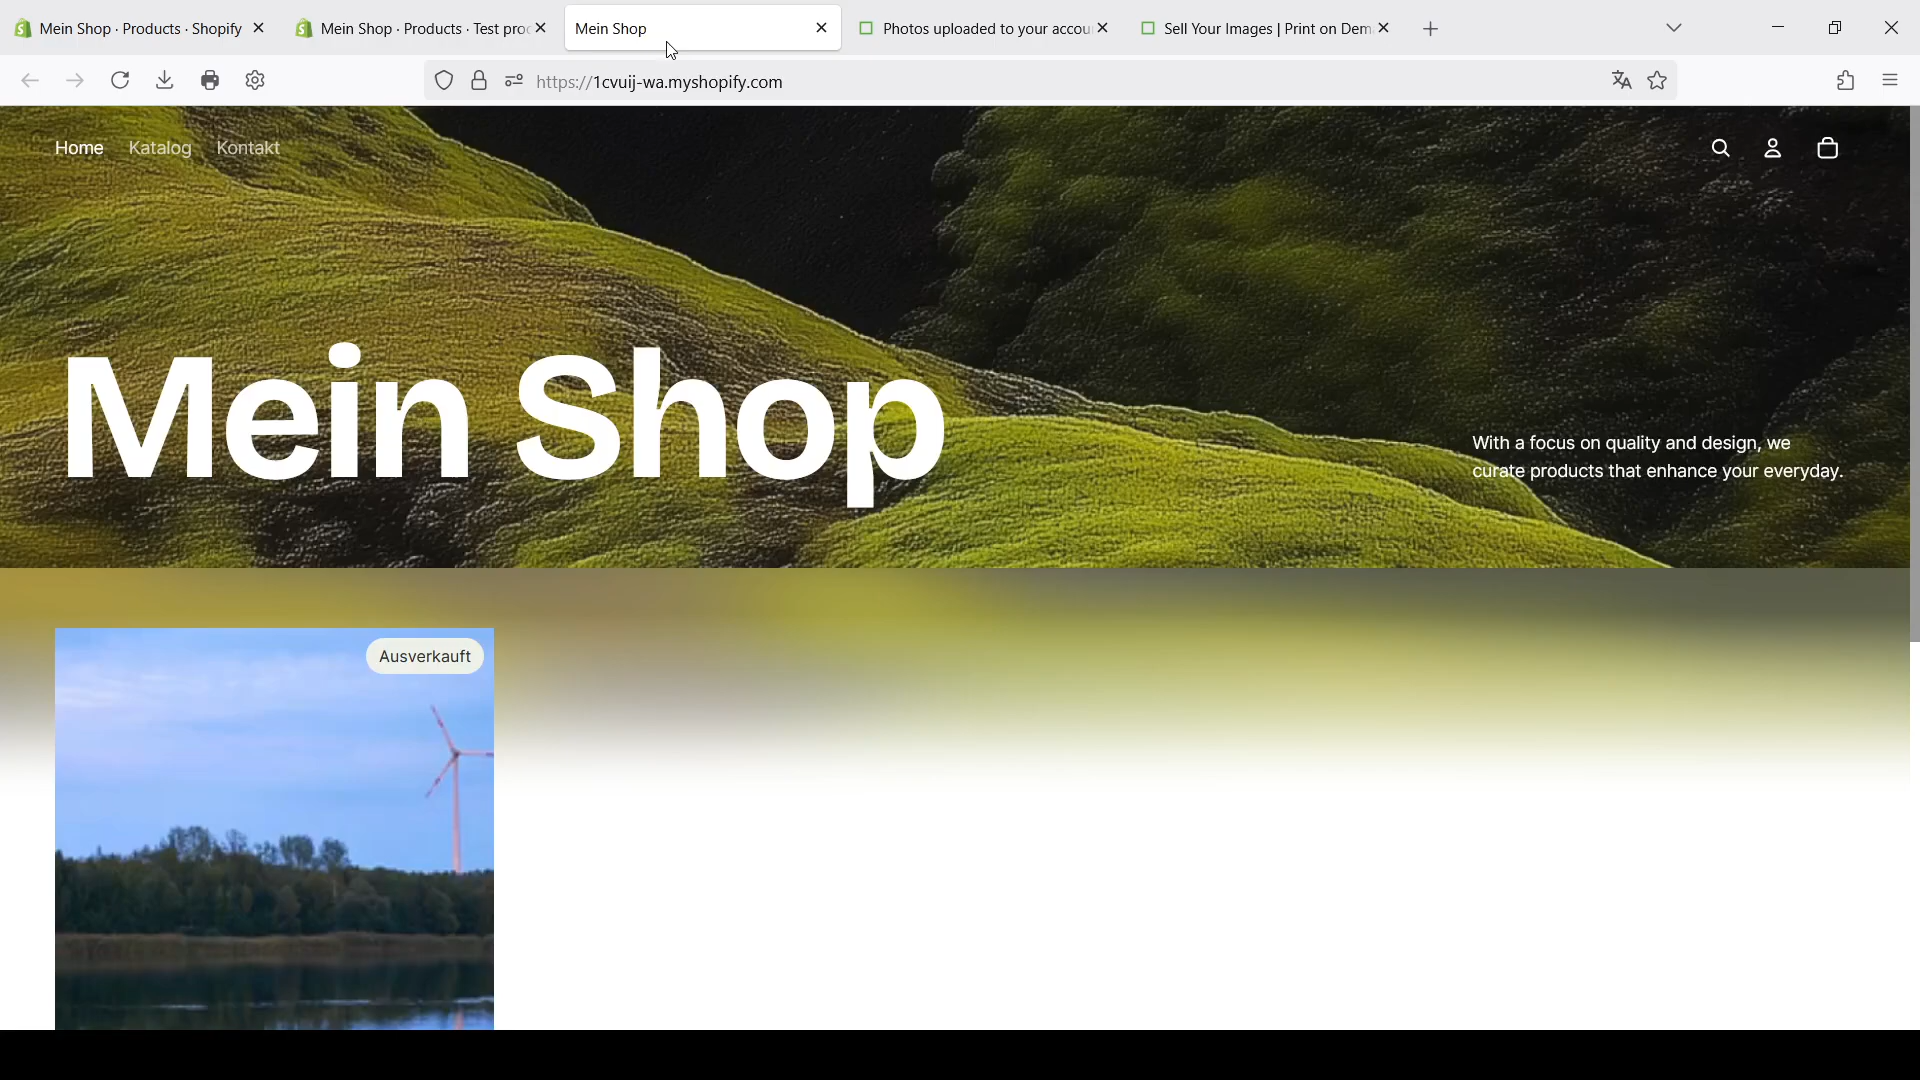 Mein Shop · Products · Shopify
Mein Shop · Products · Test pro
Mein Shop
Photos uploaded to your accou
Sell Your Images | Print on Dem
https://1cvuij-wa.myshopify.com
Home Katalog Kontakt
Mein Shop
With a focus on quality and design, we
curate products that enhance your everyday.
Ausverkauft